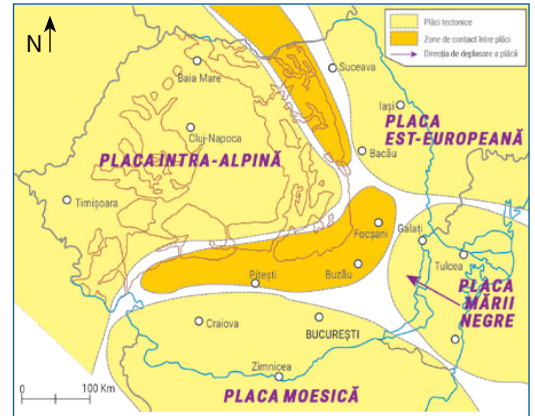 N
Plăci tectonice
Zone de contact între plăci
Direcția de deplasare a plăcii
Suceava
Baia Mare
Iași
PLACA
EST-EUROPEANĂ
Cluj-Napoca
Bacău
PLACA INTRA-ALPINĂ
Timișoara
Focșani
Galați
Tulcea
Pitești
Buzău
PLACA
MĂRII
NEGRE
Craiova
BUCUREȘTI
Zimnicea
0
100 Km
PLACA MOESICĂ